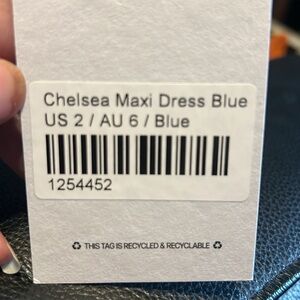 Chelsea Maxi Dress Blue
US 2 / AU 6 / Blue
1254452
♻ THIS TAG IS RECYCLED & RECYCLABLE ♻